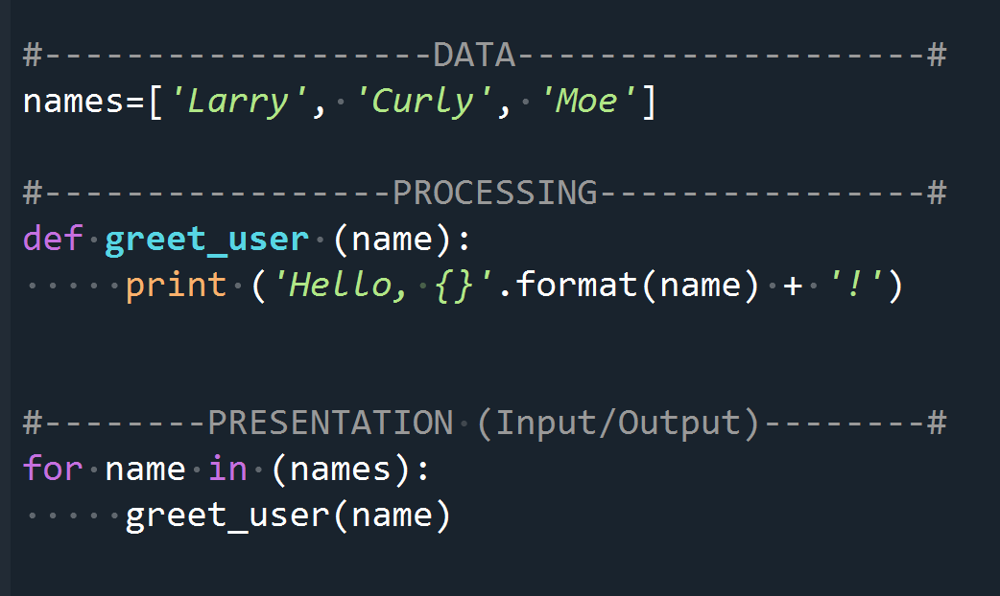 #-------------------DATA--------------------#
names=['Larry', 'Curly', 'Moe']
#-----------------PROCESSING----------------#
def greet_user (name):
     print ('Hello, {}'.format(name) + '!')
#--------PRESENTATION (Input/Output)--------#
for name in (names):
     greet_user(name)